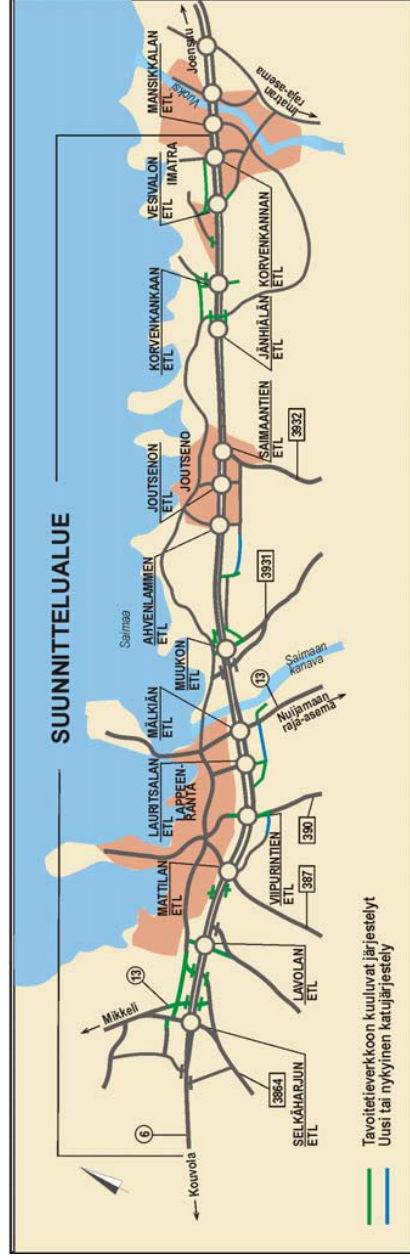 SUUNNITTELUALUE
Kouvola
6
Mikkeli
13
3864
SELKÄHARJUN
ETL
LAVOLAN
ETL
MATTILAN
ETL
387
VIIPURINTIEN
ETL
390
LAPPEEN-
RANTA
LAURITSALAN
ETL
MÄLKIÄN
ETL
Nuijamaan
raja-asema
13
Saimaan
kanava
MUUKON
ETL
3931
Saimaa
AHVENLAMMEN
ETL
JOUTSENON
ETL
JOUTSENO
SAIMAANTIEN
ETL
3932
JÄNHIÄLÄN
ETL
KORVENKANKAAN
ETL
KORVENKANNAN
ETL
VESIVALON
ETL
IMATRA
MANSIKKALAN
ETL
Vuoksi
Imatran
raja-asema
Joensuu
Tavoitetieverkkoon kuuluvat järjestelyt
Uusi tai nykyinen katujärjestely